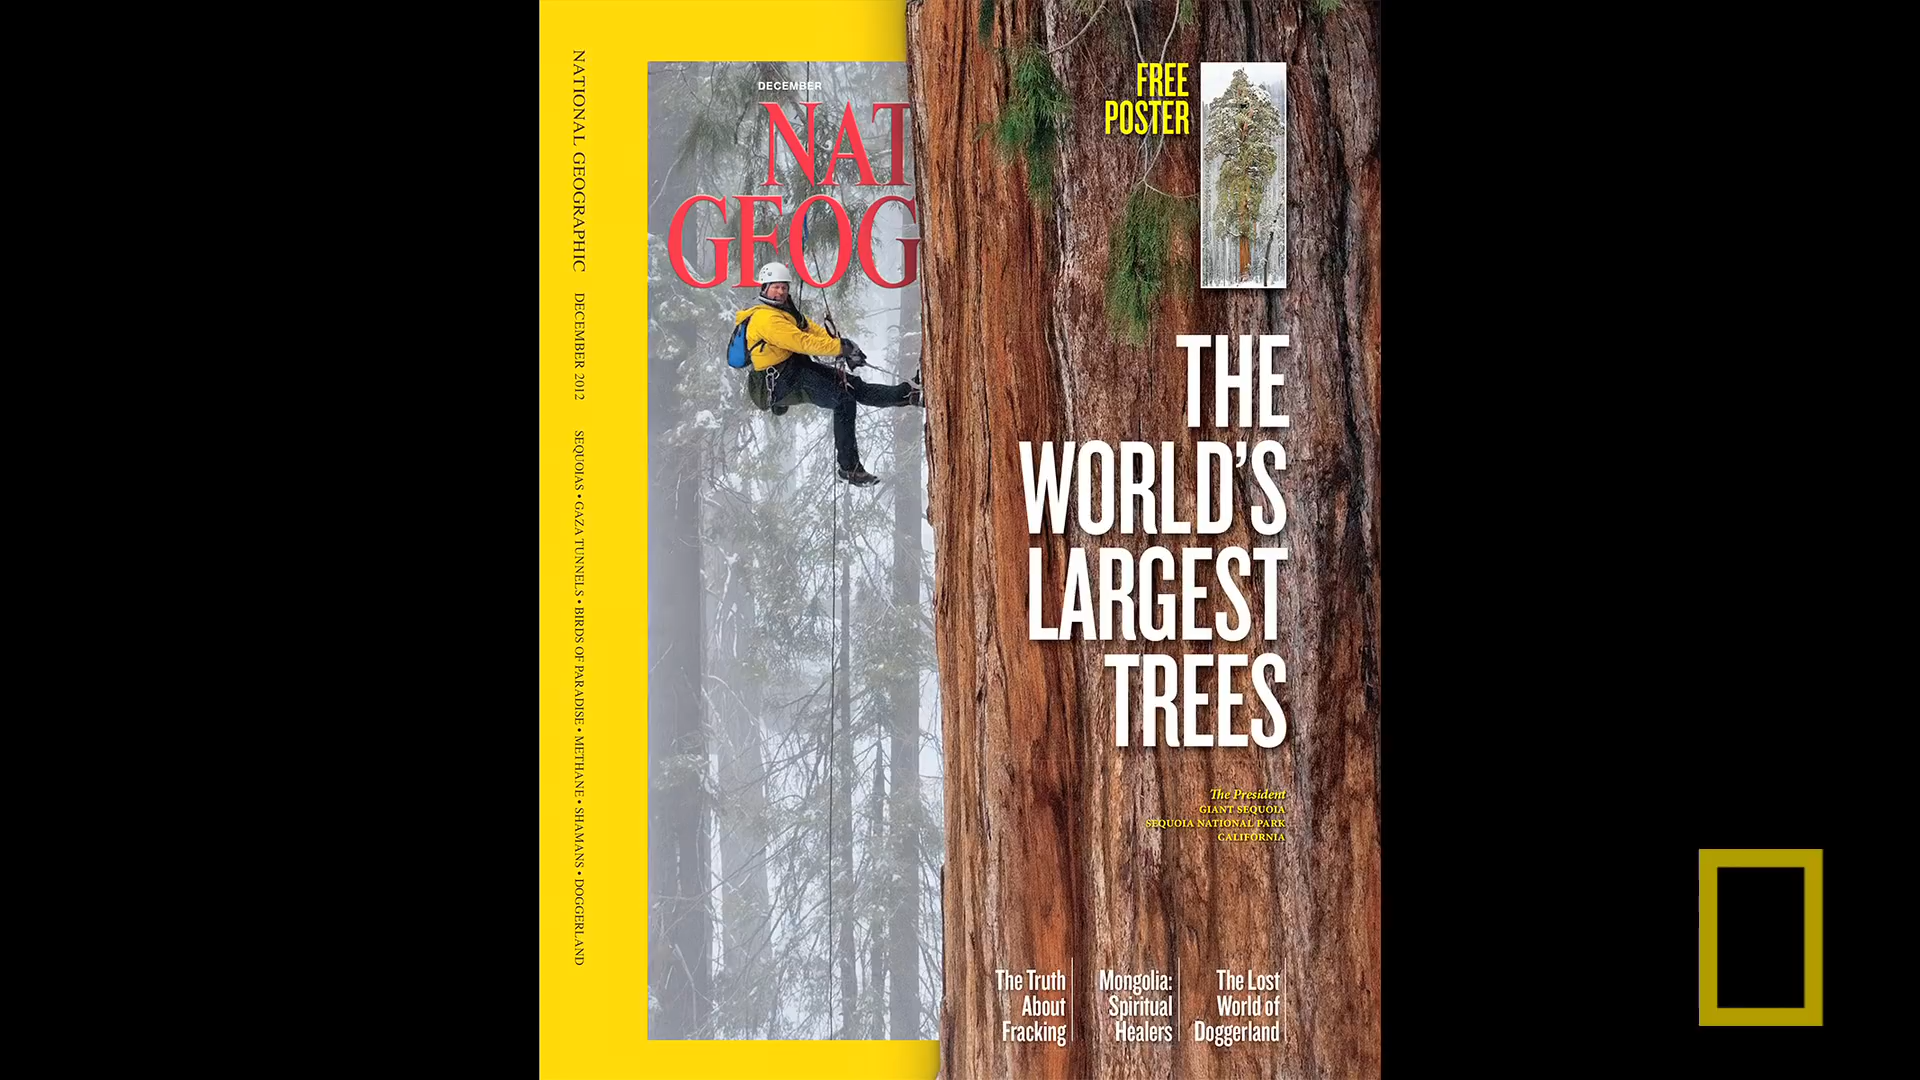 NATIONAL GEOGRAPHIC DECEMBER 2012 SEQUOIAS • GAZA TUNNELS • BIRDS OF PARADISE • METHANE • SHAMANS • DOGGERLAND
DECEMBER
NAT
GEOG
FREE
POSTER
THE
WORLD'S
LARGEST
TREES
The President
GIANT SEQUOIA
SEQUOIA NATIONAL PARK
CALIFORNIA
The Truth
About
Fracking
Mongolia:
Spiritual
Healers
The Lost
World of
Doggerland